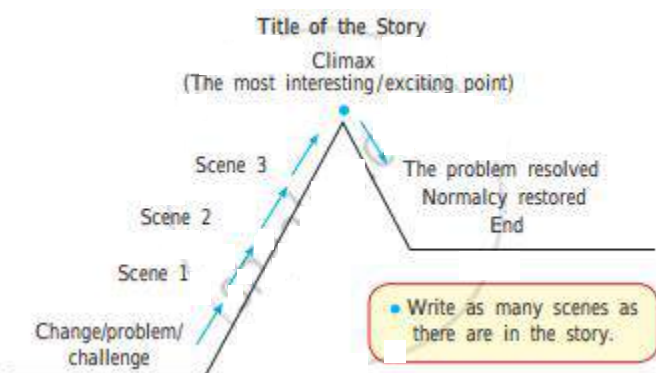 Title of the Story
Climax
(The most interesting/exciting point)
Scene 3
The problem resolved
Normalcy restored
End
Scene 2
Scene 1
Change/problem/
challenge
• Write as many scenes as
there are in the story.